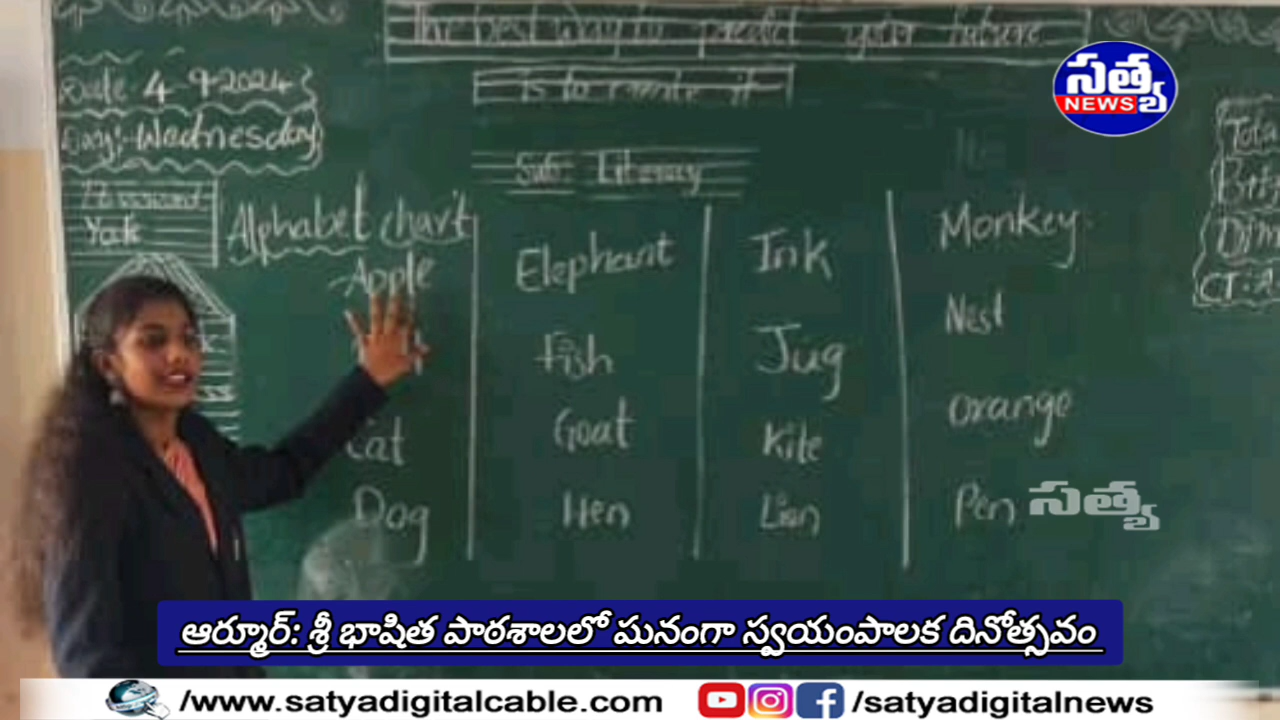 The best way to predict your future
is to create it
సత్య
NEWS
Date 4-9-2024
Day:- Wednesday
Sub: Literacy
Yak
Alphabet chart
Apple
Cat
Dog
Elephant
Fish
Goat
Hen
Ink
Jug
Kite
Lion
Monkey
Nest
Orange
Pen
సత్య
ఆర్మూర్: శ్రీ భాషిత పాఠశాలలో ఘనంగా స్వయంపాలక దినోత్సవం
/www.satyadigitalcable.com
/satyadigitalnews